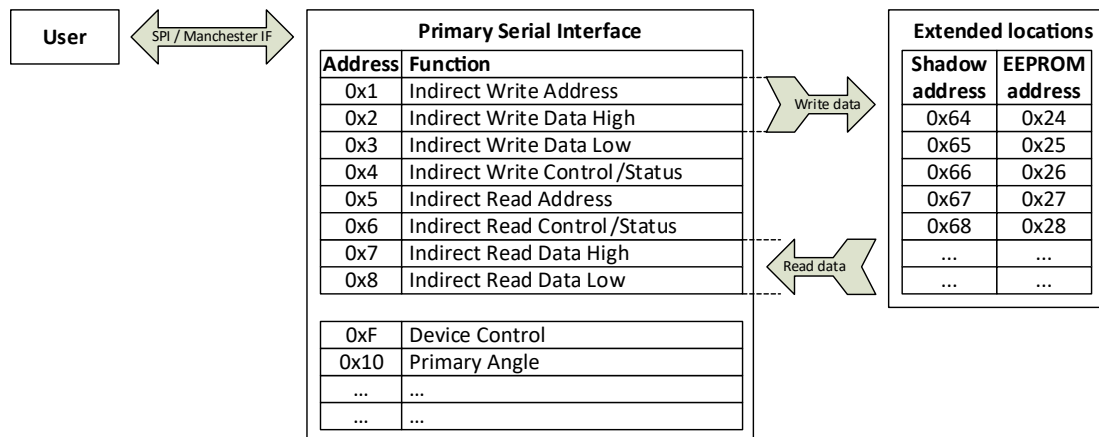 User
SPI / Manchester IF
Primary Serial Interface
Address Function
0x1 Indirect Write Address
0x2 Indirect Write Data High
0x3 Indirect Write Data Low
0x4 Indirect Write Control/Status
0x5 Indirect Read Address
0x6 Indirect Read Control/Status
0x7 Indirect Read Data High
0x8 Indirect Read Data Low
0xF Device Control
0x10 Primary Angle
... ...
... ...
Write data
Read data
Extended locations
Shadow address EEPROM address
0x64 0x24
0x65 0x25
0x66 0x26
0x67 0x27
0x68 0x28
... ...
... ...